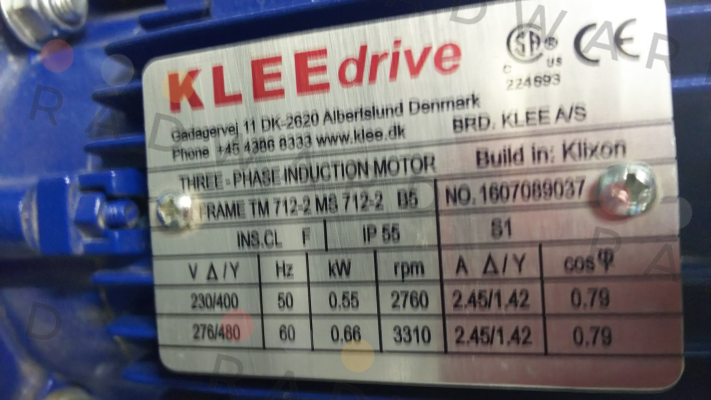 KLEEdrive
SA® C US
CE
224693
Gadagervej 11 DK-2620 Albertslund Denmark
BRD. KLEE A/S
Phone +45 4386 8333 www.klee.dk
THREE-PHASE INDUCTION MOTOR Build in: Klixon
FRAME TM 712-2 MS 712-2 B5 NO. 1607089037
INS.CL F IP 55 S1
V Δ/Y Hz kW rpm A Δ/Y cosφ
230/400 50 0.55 2760 2.45/1.42 0.79
276/480 60 0.66 3310 2.45/1.42 0.79